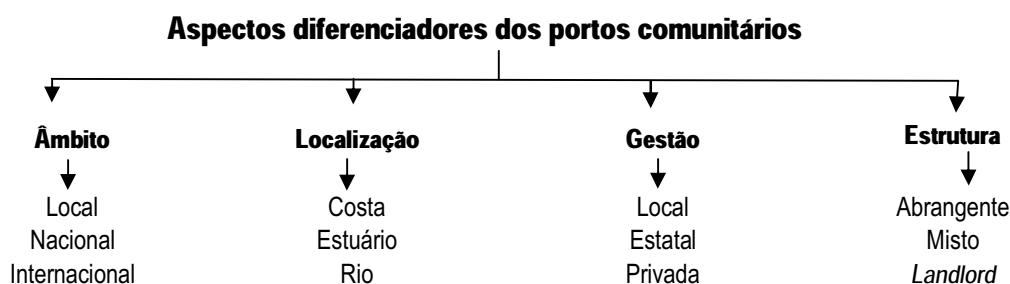 Aspectos diferenciadores dos portos comunitários
Âmbito
Local
Nacional
Internacional
Localização
Costa
Estuário
Rio
Gestão
Local
Estatal
Privada
Estrutura
Abrangente
Misto
Landlord